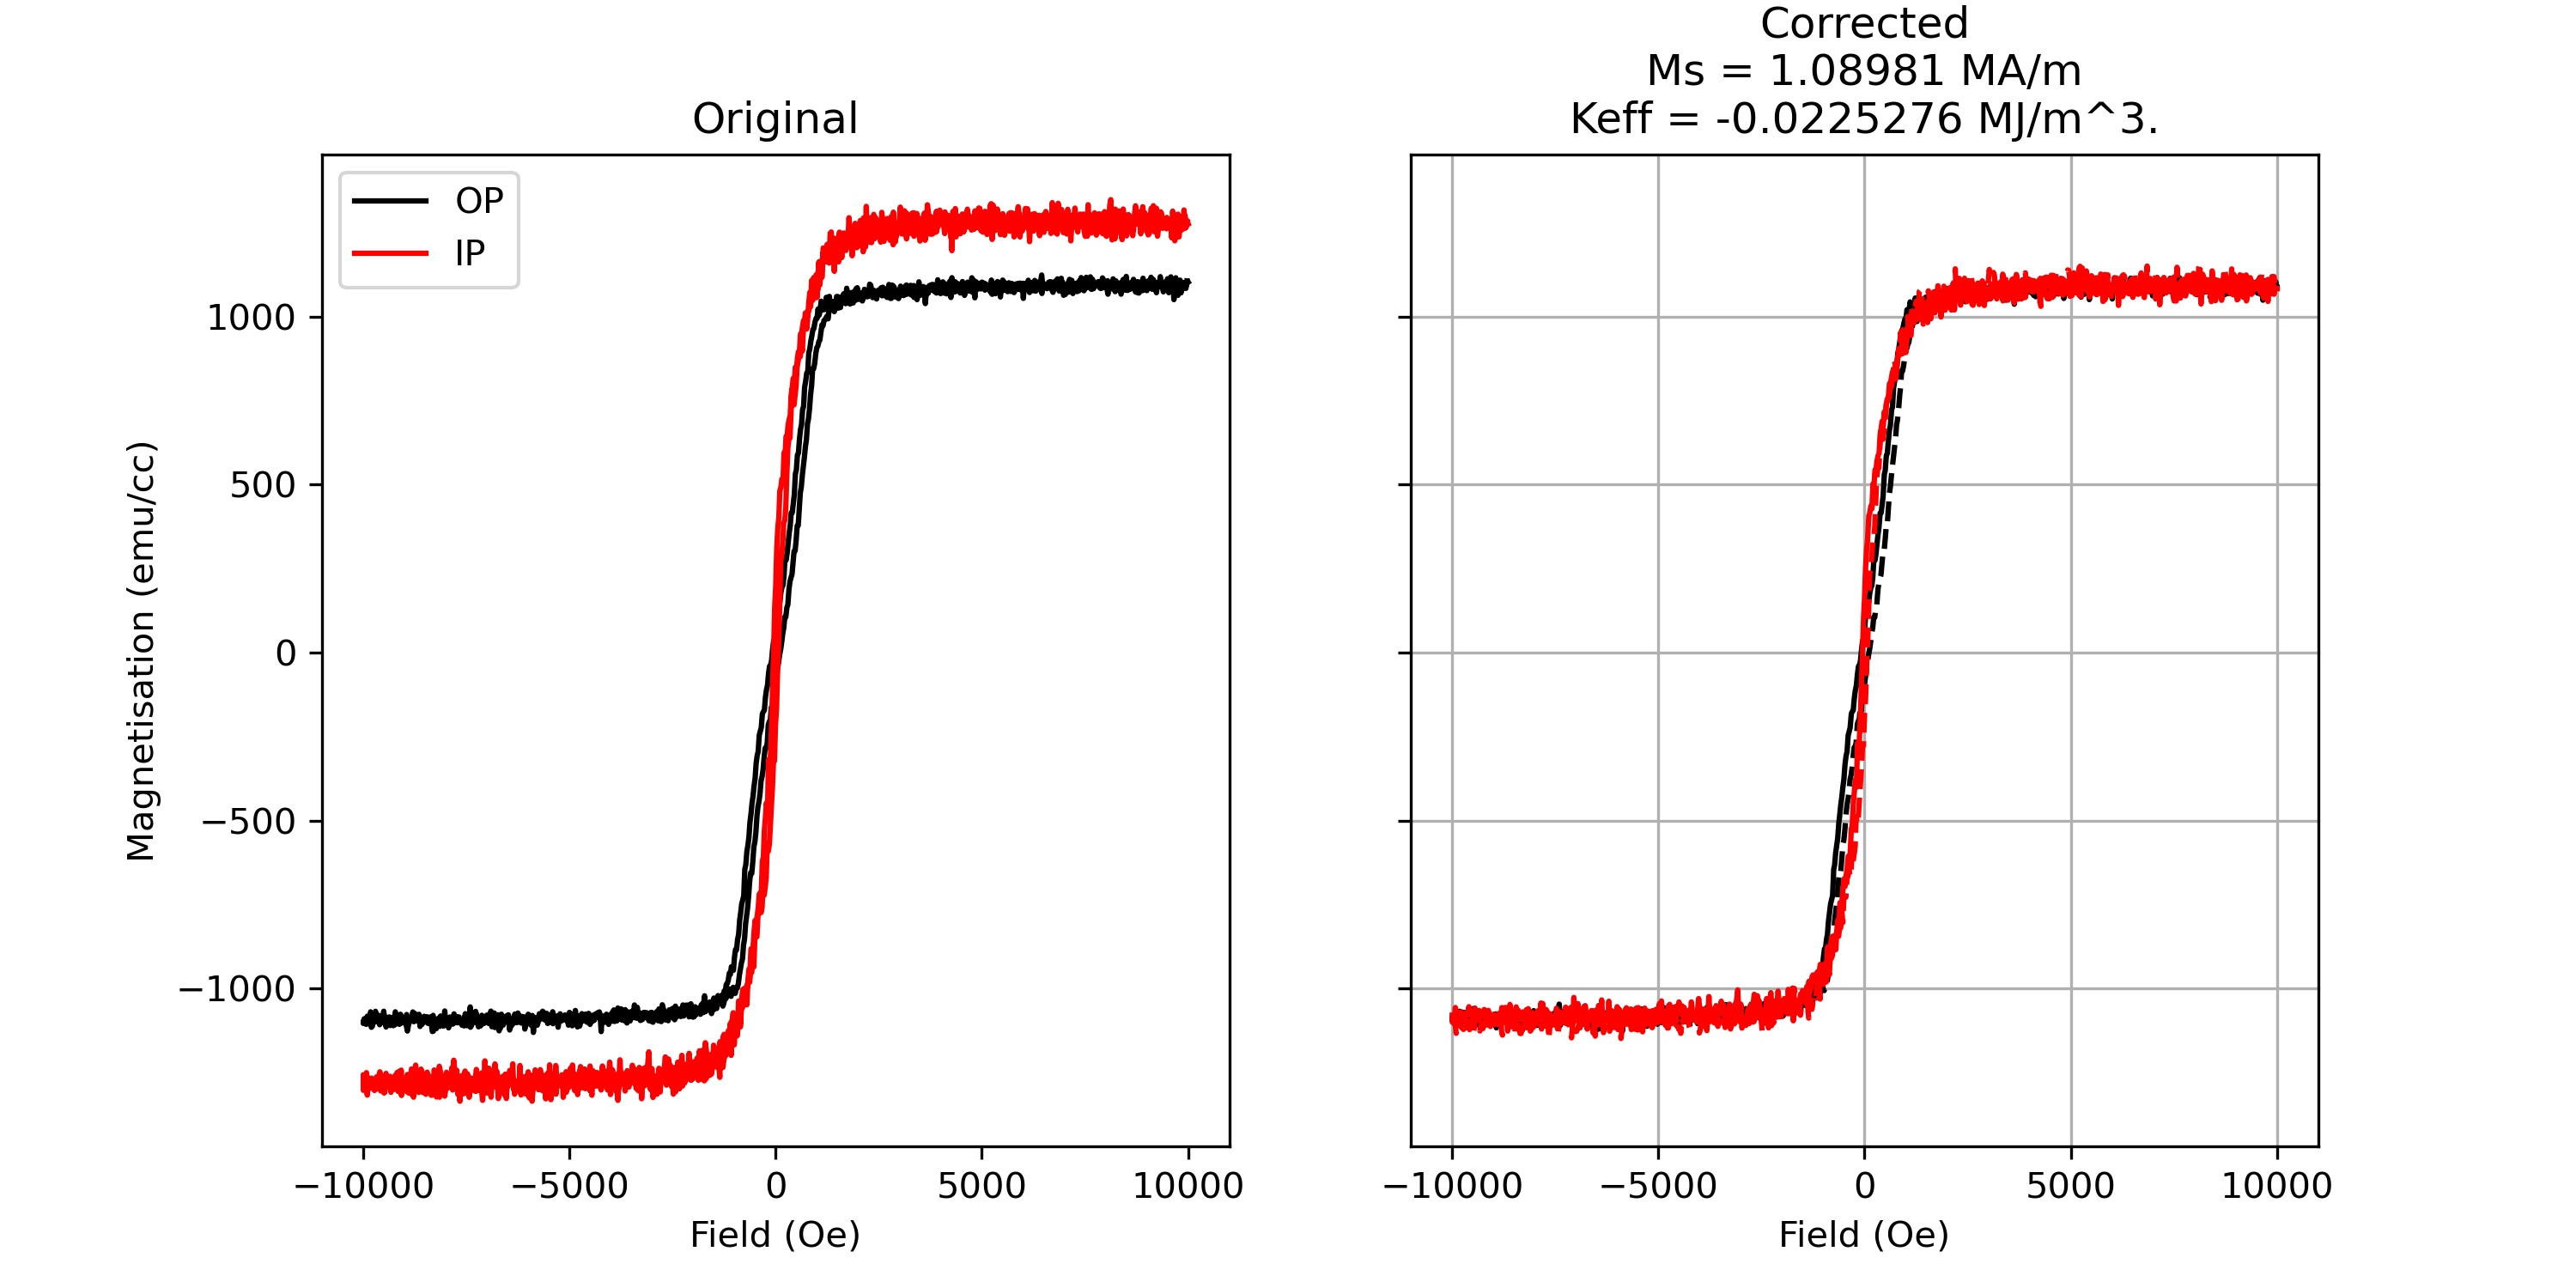 Original
OP
IP
1000
500
0
−500
−1000
Magnetisation (emu/cc)
−10000
−5000
0
5000
10000
Field (Oe)
Corrected
Ms = 1.08981 MA/m
Keff = -0.0225276 MJ/m^3.
−10000
−5000
0
5000
10000
Field (Oe)